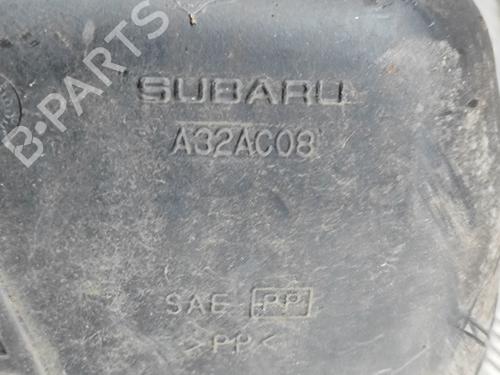 B-PARTS
SUBARU
A32AC08
SAE PP
>PP<